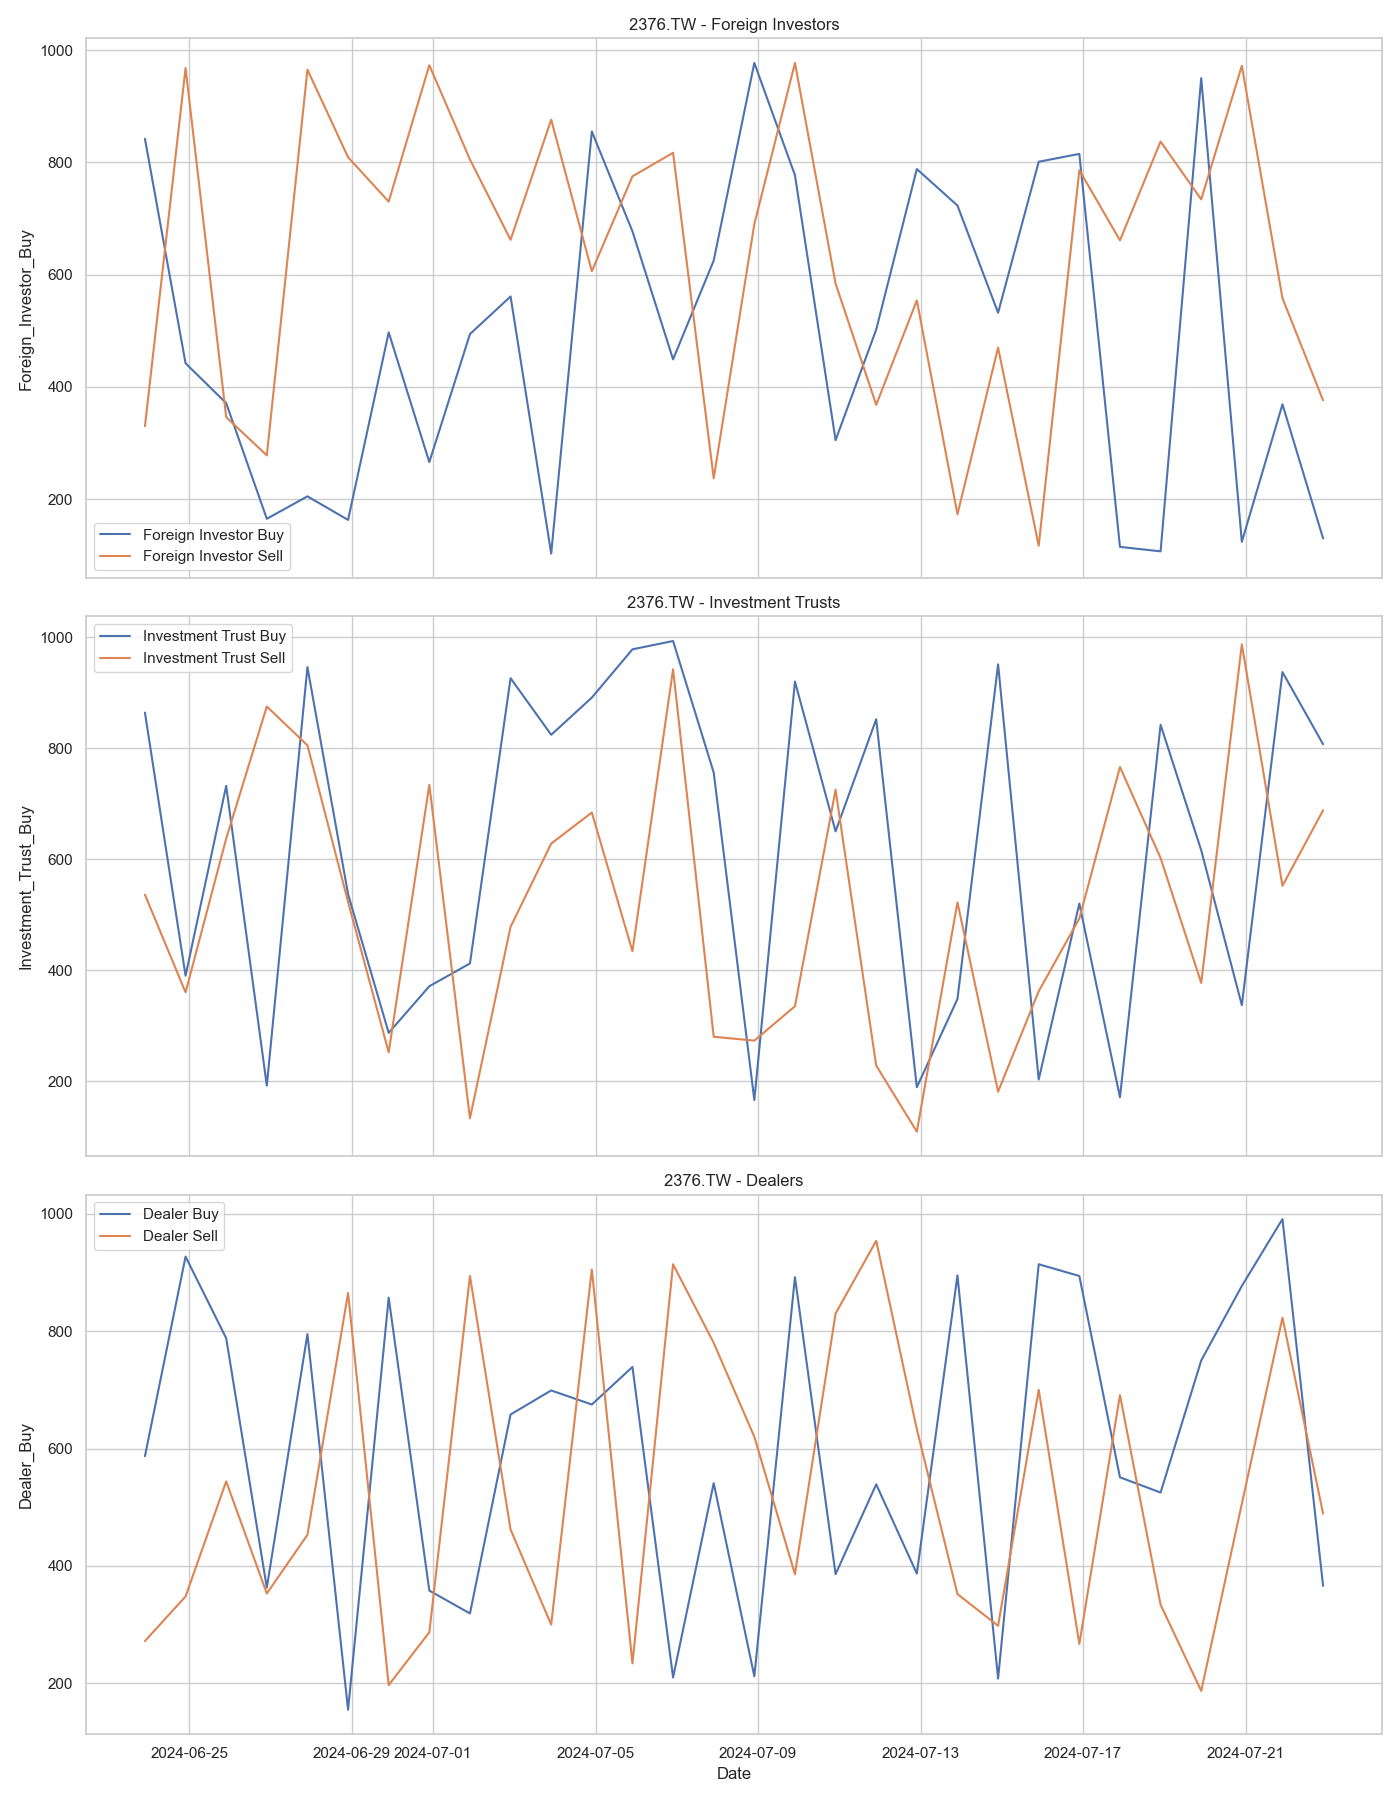 2376.TW - Foreign Investors
1000
800
600
400
200
Foreign_Investor_Buy
Foreign Investor Buy
Foreign Investor Sell
2376.TW - Investment Trusts
1000
800
600
400
200
Investment_Trust_Buy
Investment Trust Buy
Investment Trust Sell
2376.TW - Dealers
1000
800
600
400
200
Dealer_Buy
Dealer Buy
Dealer Sell
2024-06-25 2024-06-29 2024-07-01 2024-07-05 2024-07-09 2024-07-13 2024-07-17 2024-07-21
Date